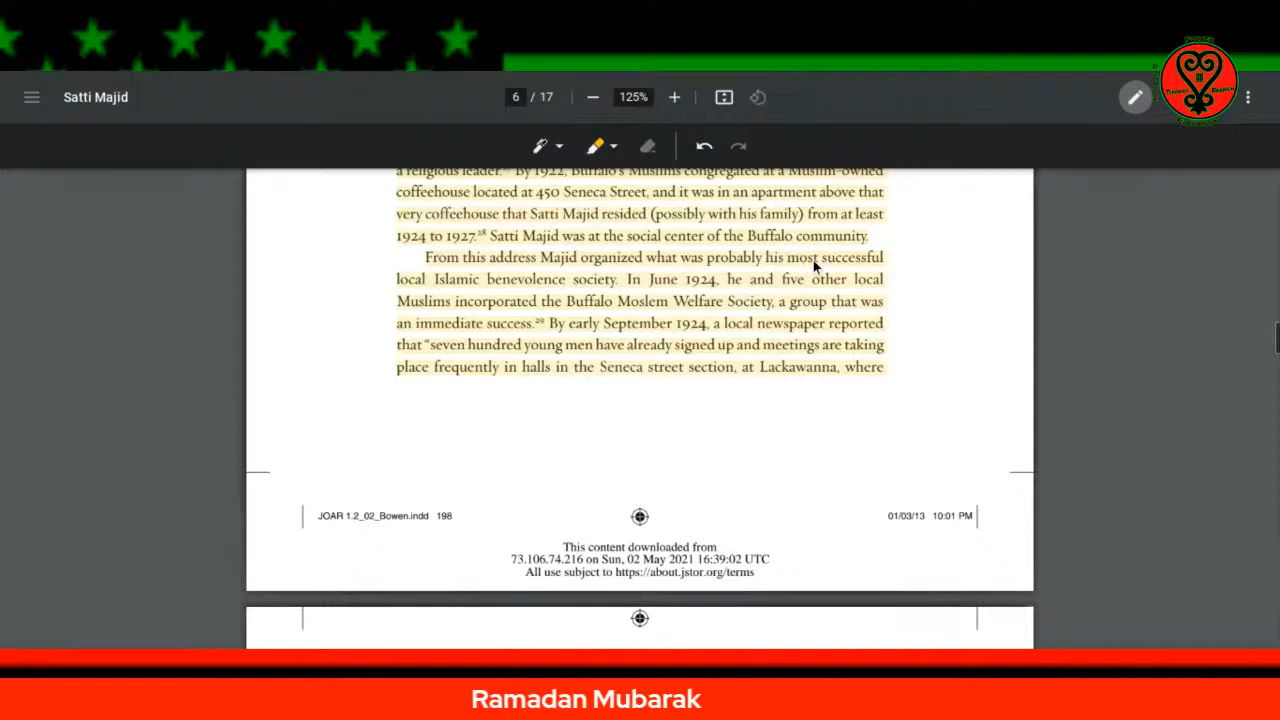 Satti Majid
6 / 17
125%
POWER
a religious leader. By 1922, Buffalo's Muslims congregated at a Muslim-owned
coffeehouse located at 450 Seneca Street, and it was in an apartment above that
very coffeehouse that Satti Majid resided (possibly with his family) from at least
1924 to 1927.28 Satti Majid was at the social center of the Buffalo community.
From this address Majid organized what was probably his most successful
local Islamic benevolence society. In June 1924, he and five other local
Muslims incorporated the Buffalo Moslem Welfare Society, a group that was
an immediate success.29 By early September 1924, a local newspaper reported
that “seven hundred young men have already signed up and meetings are taking
place frequently in halls in the Seneca street section, at Lackawanna, where
JOAR 1.2_02_Bowen.indd 198
01/03/13 10:01 PM
This content downloaded from
73.106.74.216 on Sun, 02 May 2021 16:39:02 UTC
All use subject to https://about.jstor.org/terms
Ramadan Mubarak